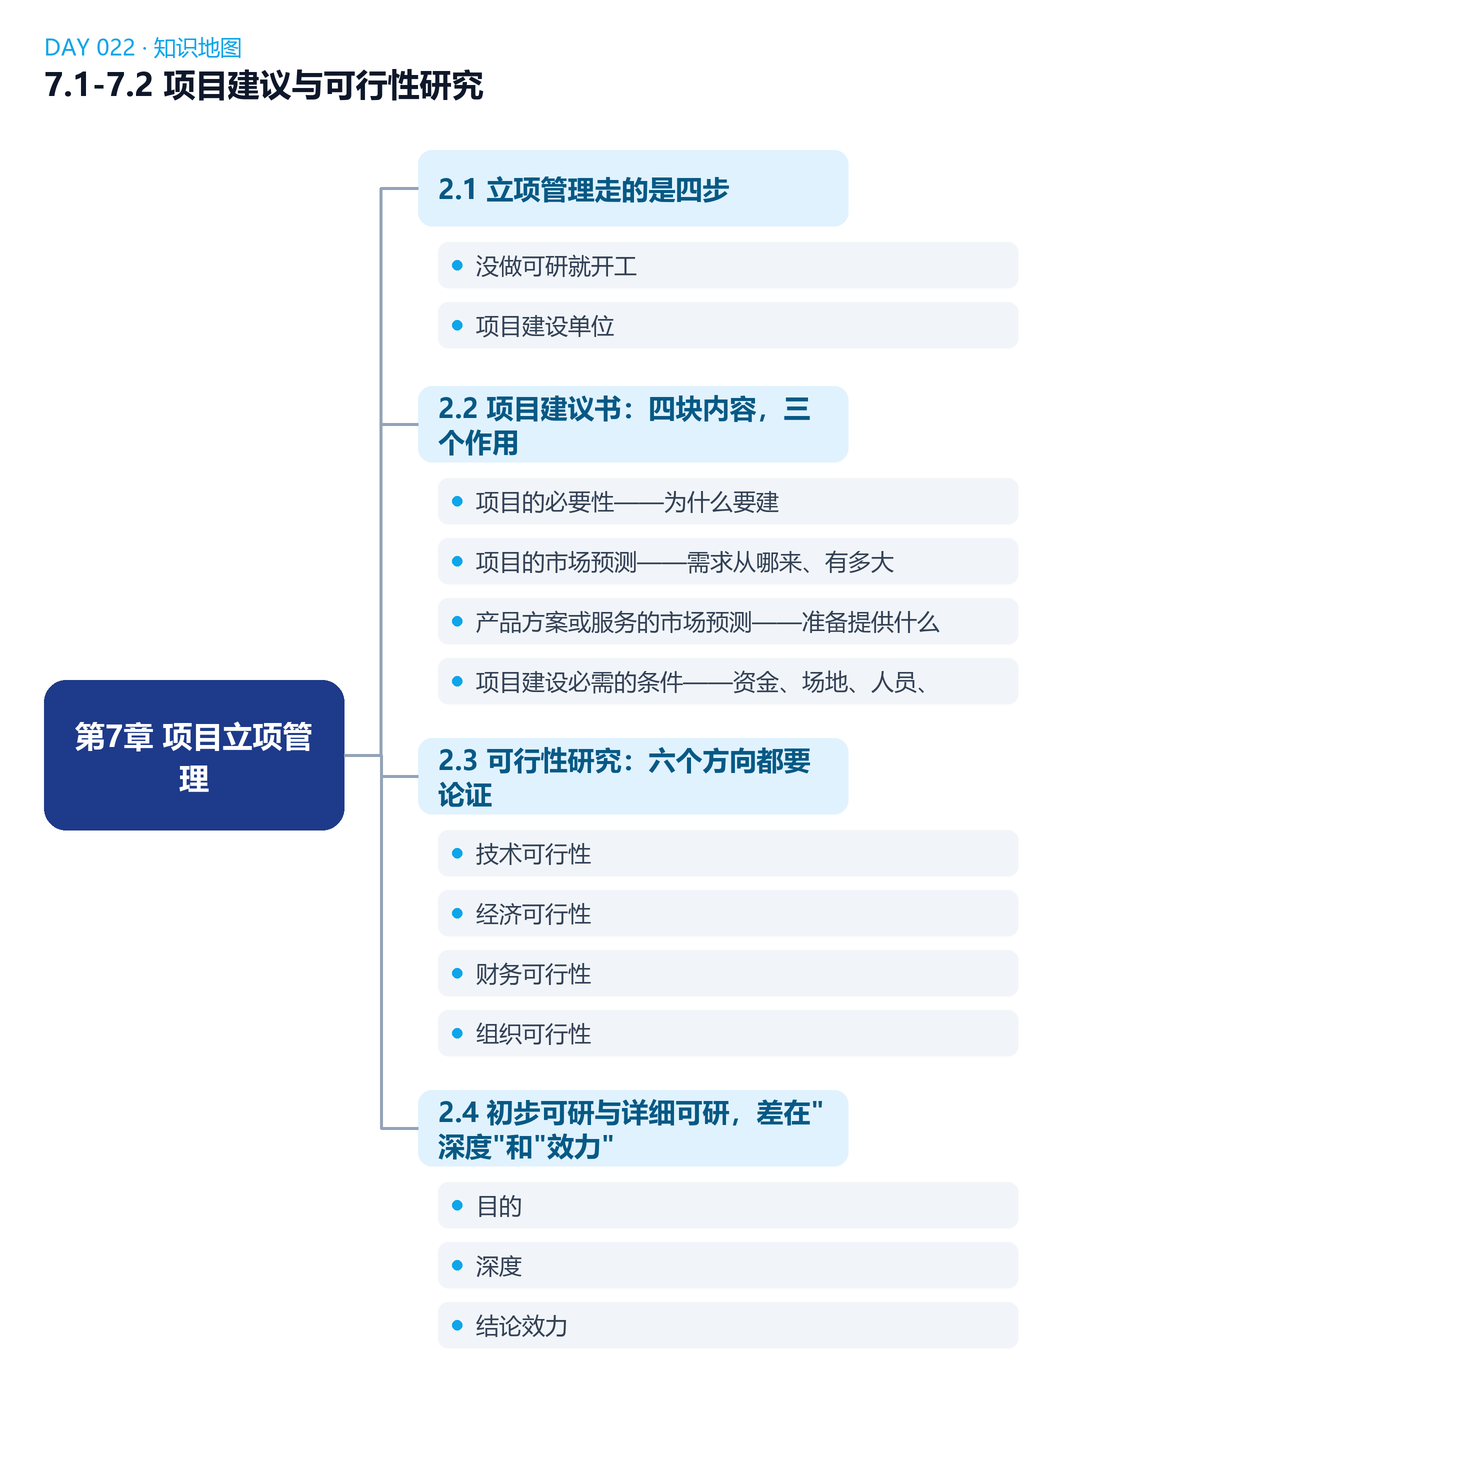 DAY 022 · 知识地图
7.1-7.2 项目建议与可行性研究
2.1 立项管理走的是四步
没做可研就开工
项目建设单位
2.2 项目建议书：四块内容，三
个作用
项目的必要性——为什么要建
项目的市场预测——需求从哪来、有多大
产品方案或服务的市场预测——准备提供什么
项目建设必需的条件——资金、场地、人员、
第7章 项目立项管
理
2.3 可行性研究：六个方向都要
论证
技术可行性
经济可行性
财务可行性
组织可行性
2.4 初步可研与详细可研，差在"
深度"和"效力"
目的
深度
结论效力